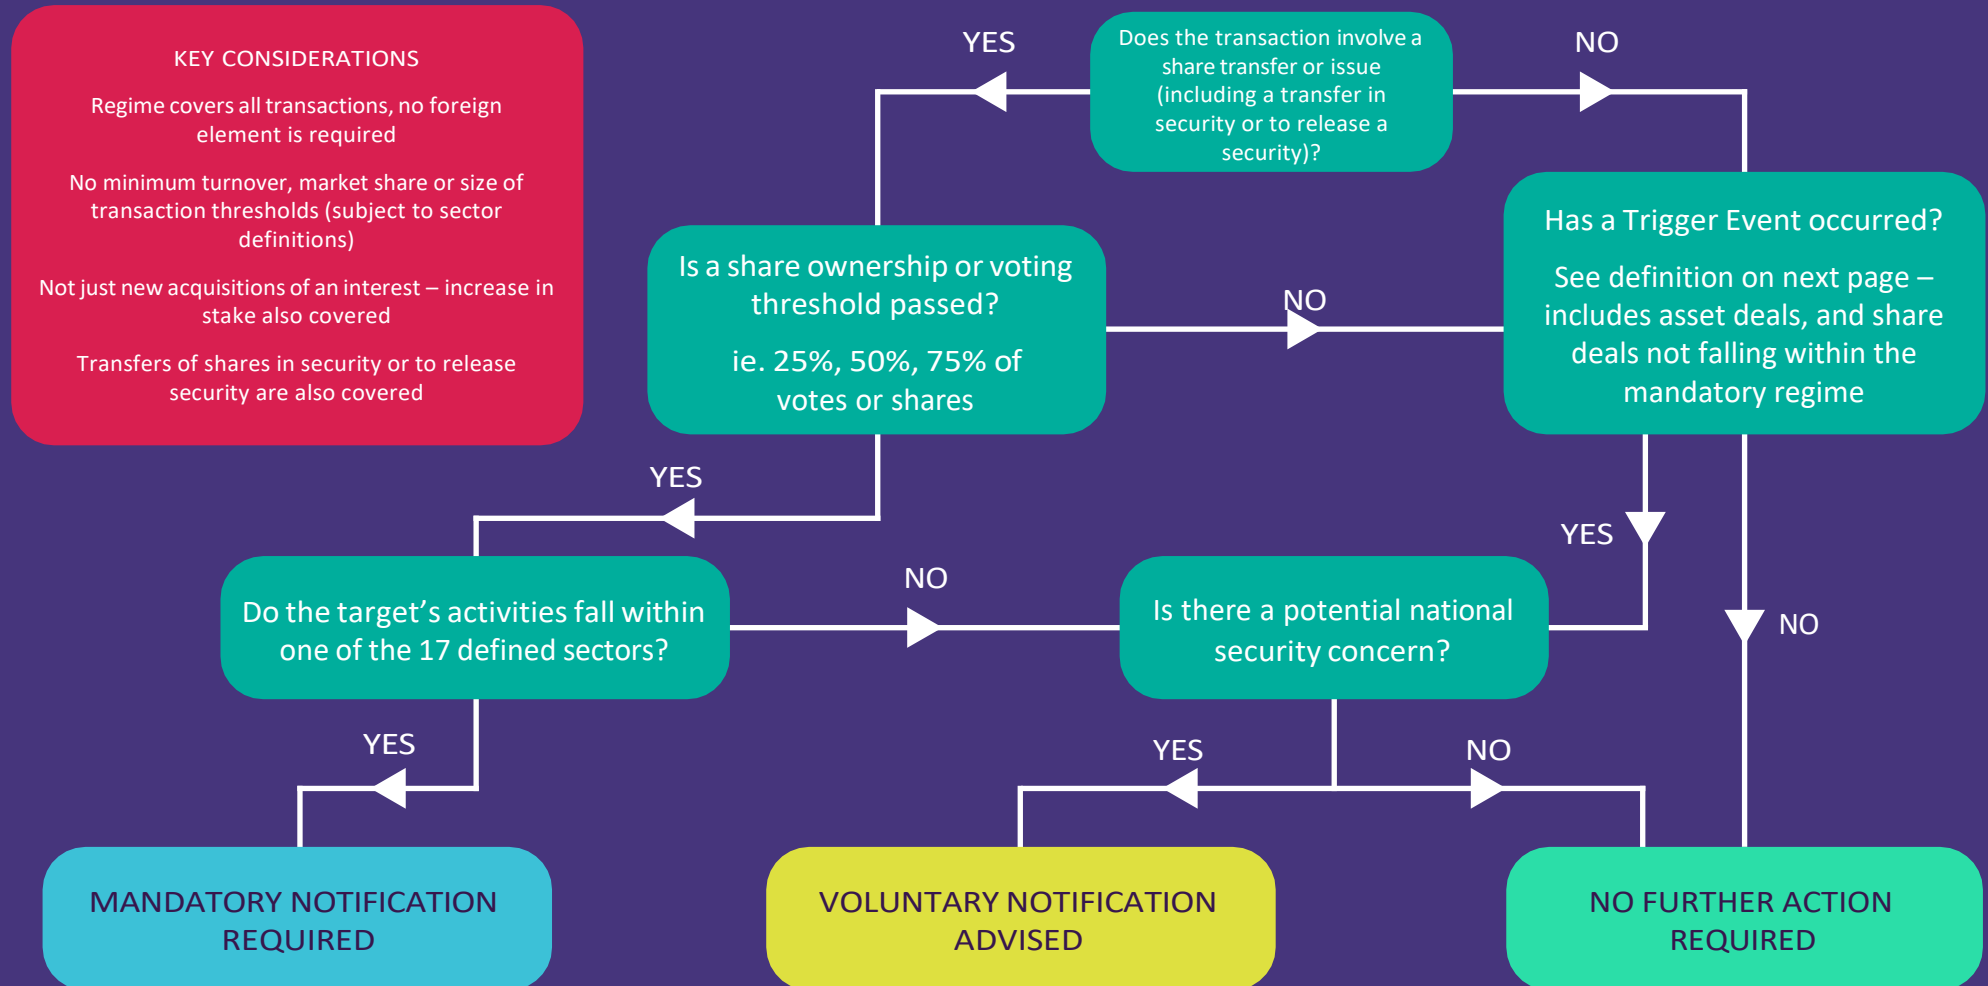 KEY CONSIDERATIONS
Regime covers all transactions, no foreign
element is required
No minimum turnover, market share or size of
transaction thresholds (subject to sector
definitions)
Not just new acquisitions of an interest – increase in
stake also covered
Transfers of shares in security or to release
security are also covered
YES
Does the transaction involve a
share transfer or issue
(including a transfer in
security or to release a
security)?
NO
Is a share ownership or voting
threshold passed?
ie. 25%, 50%, 75% of
votes or shares
NO
Has a Trigger Event occurred?
See definition on next page –
includes asset deals, and share
deals not falling within the
mandatory regime
YES
YES
NO
Do the target’s activities fall within
one of the 17 defined sectors?
NO
Is there a potential national
security concern?
YES
YES
NO
MANDATORY NOTIFICATION
REQUIRED
VOLUNTARY NOTIFICATION
ADVISED
NO FURTHER ACTION
REQUIRED